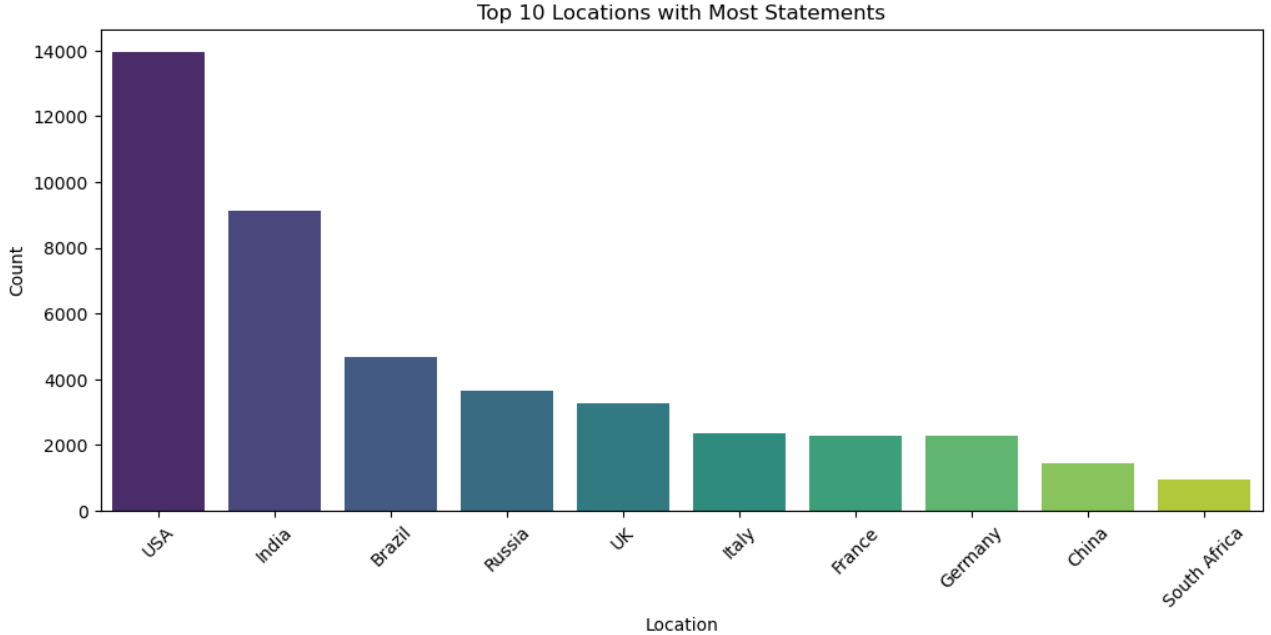 Top 10 Locations with Most Statements
14000
12000
10000
8000
6000
4000
2000
0
Count
USA
India
Brazil
Russia
UK
Italy
France
Germany
China
South Africa
Location